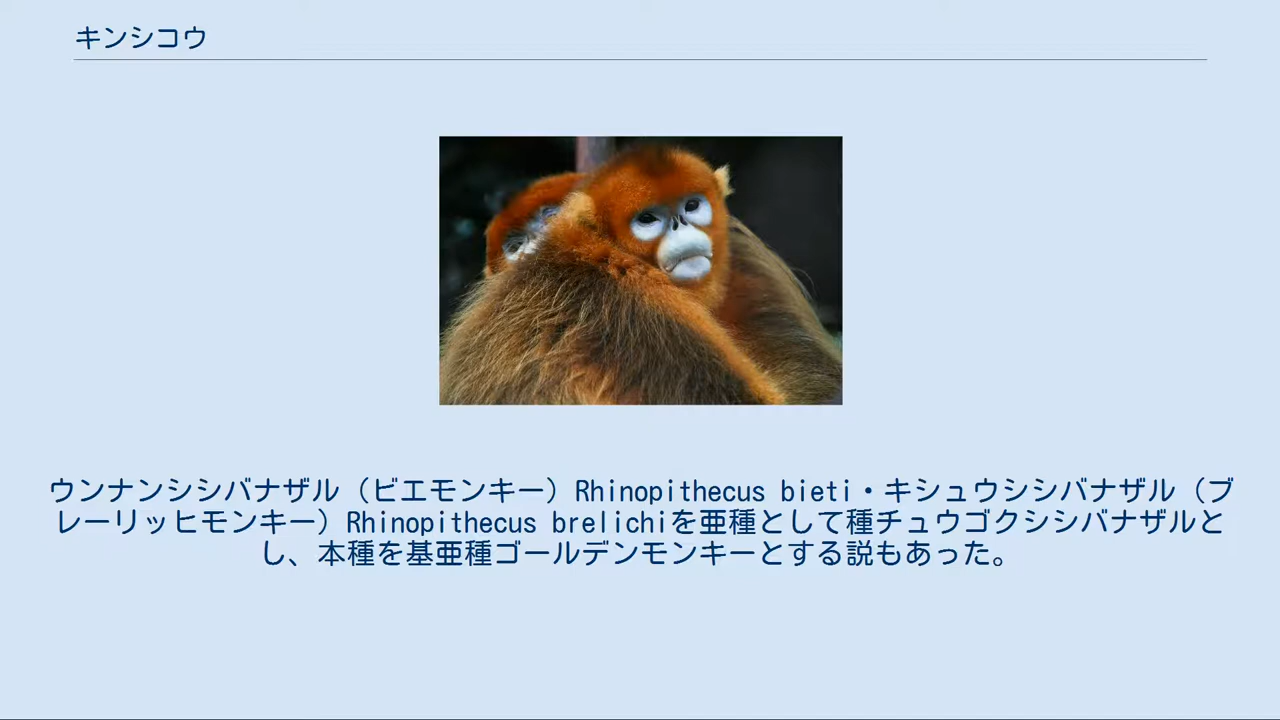 キンシコウ
ウンナンシシバナザル（ビエモンキー）Rhinopithecus bieti・キシュウシシバナザル（ブ
レーリッヒモンキー）Rhinopithecus brelichiを亜種として種チュウゴクシシバナザルと
し、本種を基亜種ゴールデンモンキーとする説もあった。